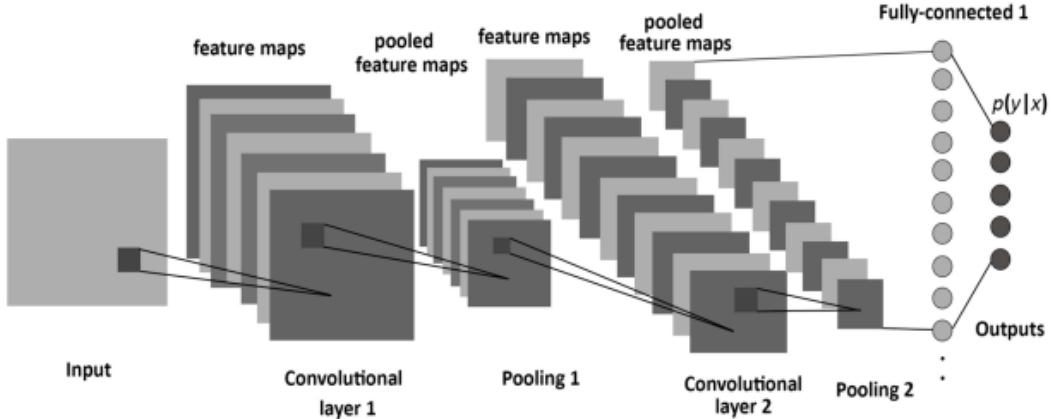 Fully-connected 1
feature maps
pooled
feature maps
feature maps
pooled
feature maps
p(y|x)
Input
Convolutional
layer 1
Pooling 1
Convolutional
layer 2
Pooling 2
Outputs